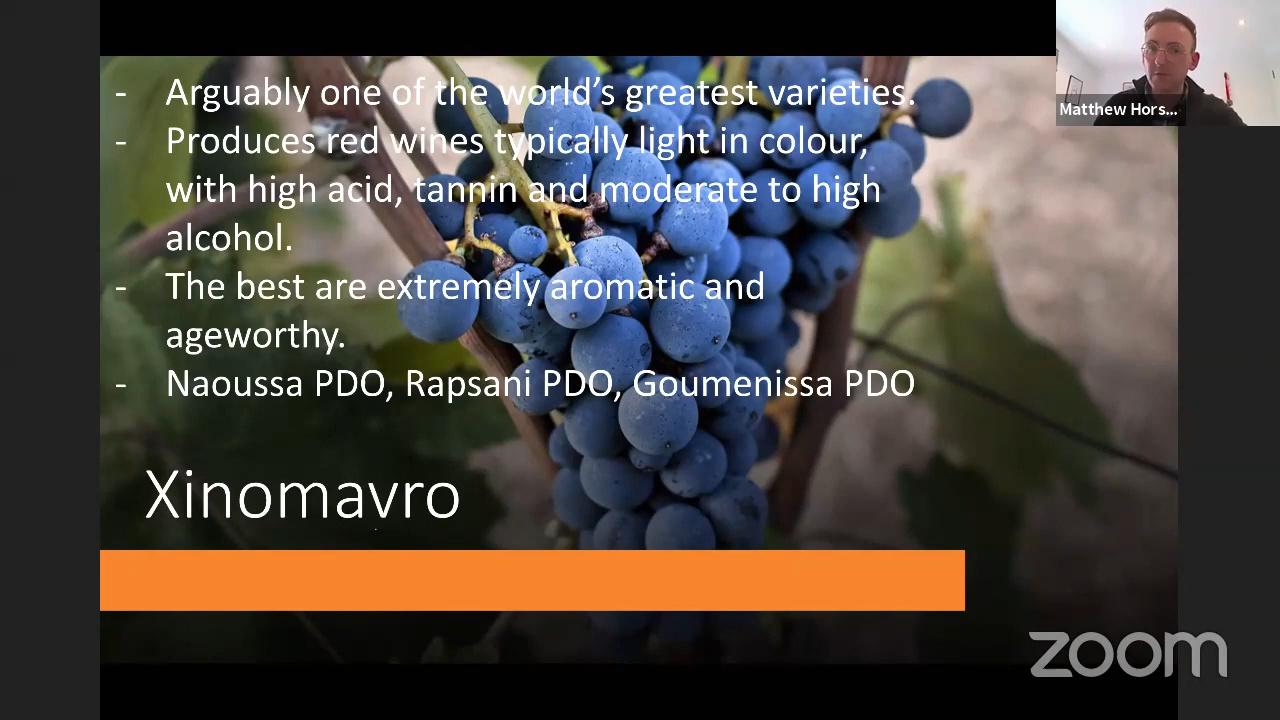 - Arguably one of the world's greatest varieties.
- Produces red wines typically light in colour,
with high acid, tannin and moderate to high
alcohol.
- The best are extremely aromatic and
ageworthy.
- Naoussa PDO, Rapsani PDO, Goumenissa PDO
Xinomavro
Matthew Hors...
zoom